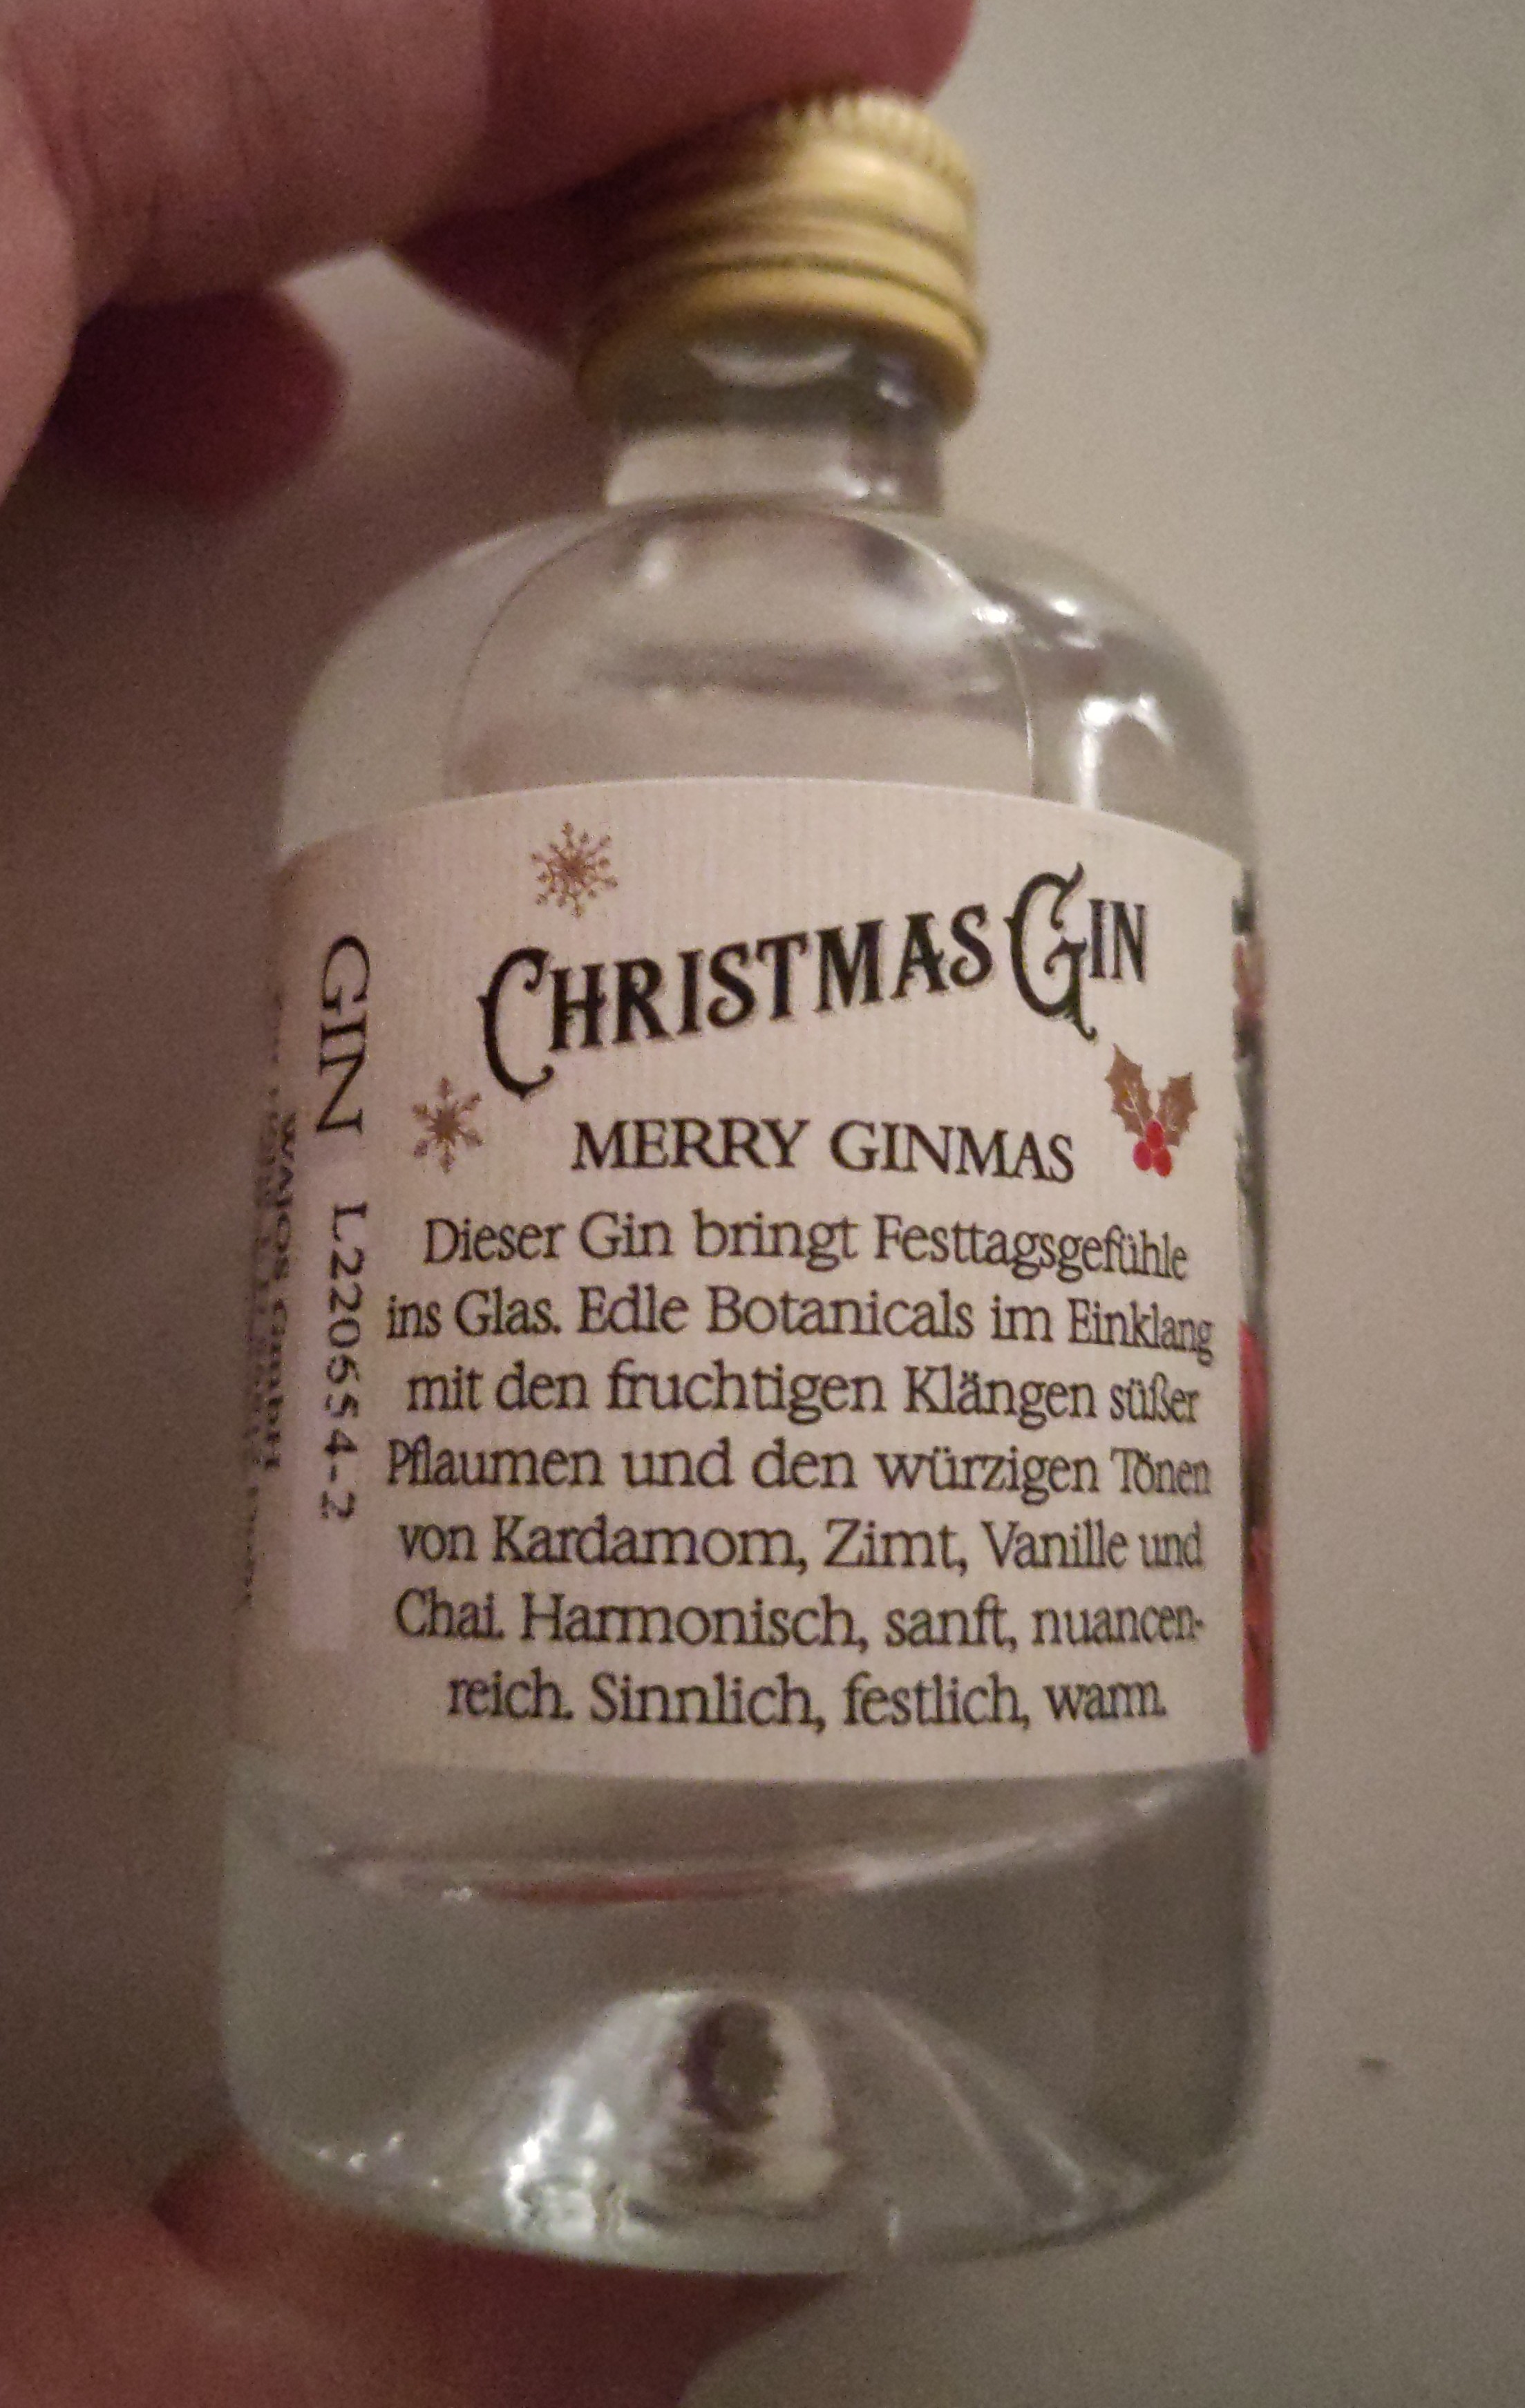 CHRISTMAS GIN
MERRY GINMAS
Dieser Gin bringt Festtagsgefühle
ins Glas. Edle Botanicals im Einklang
mit den fruchtigen Klängen süßer
Pflaumen und den würzigen Tönen
von Kardamom, Zimt, Vanille und
Chai. Harmonisch, sanft, nuancen-
reich. Sinnlich, festlich, warm.
GIN L220654-2
GmbH